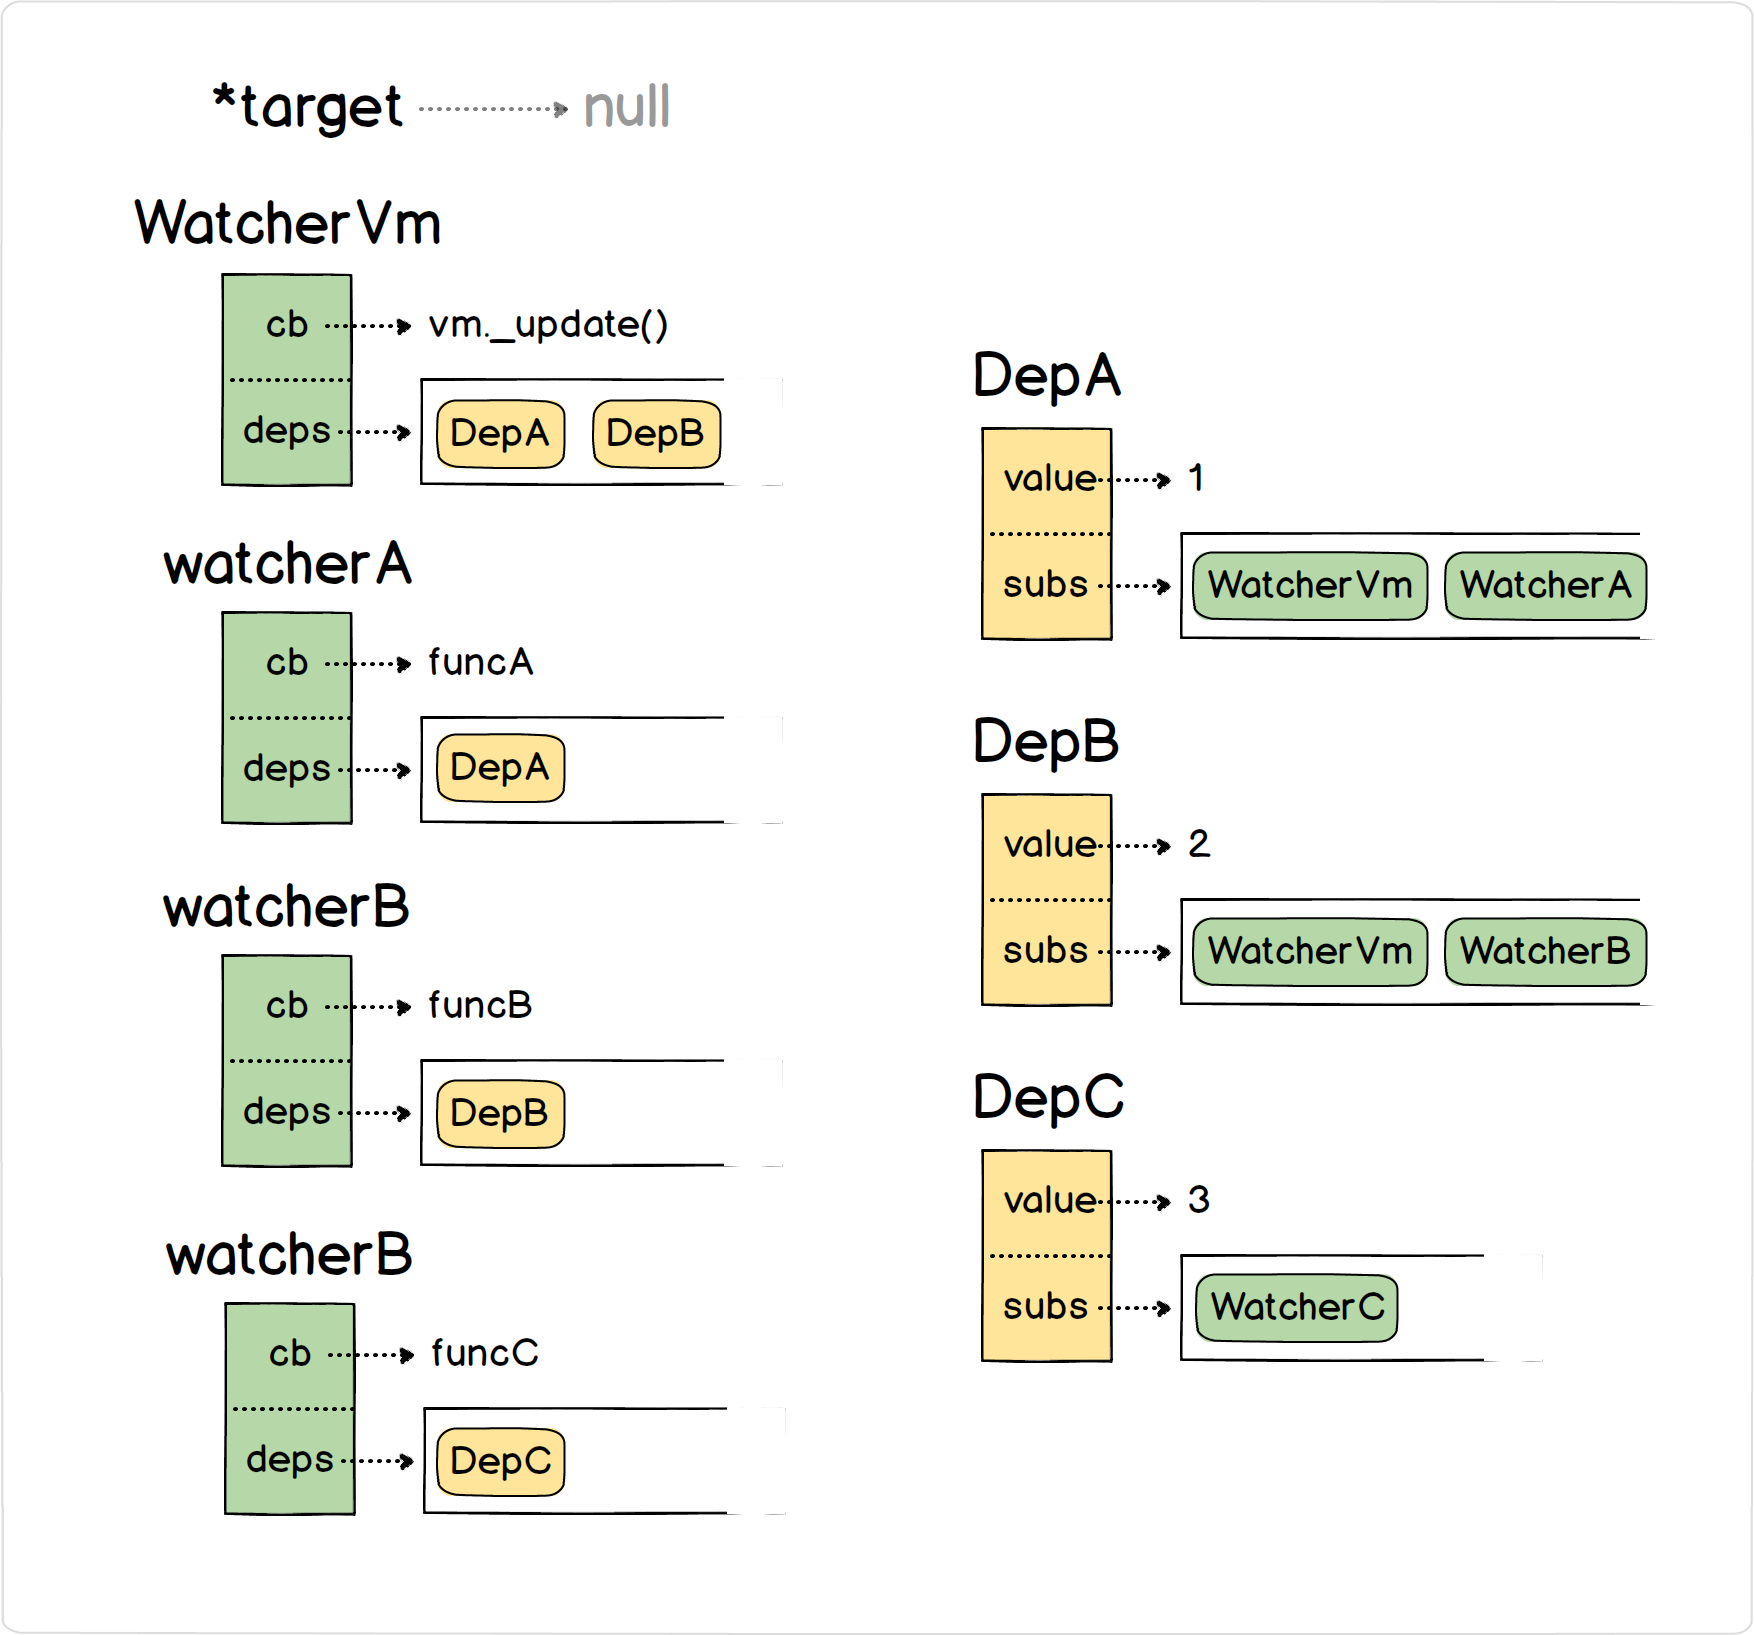 *target null
WatcherVm
cb vm._update()
deps DepA DepB
watcherA
cb funcA
deps DepA
watcherB
cb funcB
deps DepB
watcherB
cb funcC
deps DepC
DepA
value 1
subs WatcherVm WatcherA
DepB
value 2
subs WatcherVm WatcherB
DepC
value 3
subs WatcherC